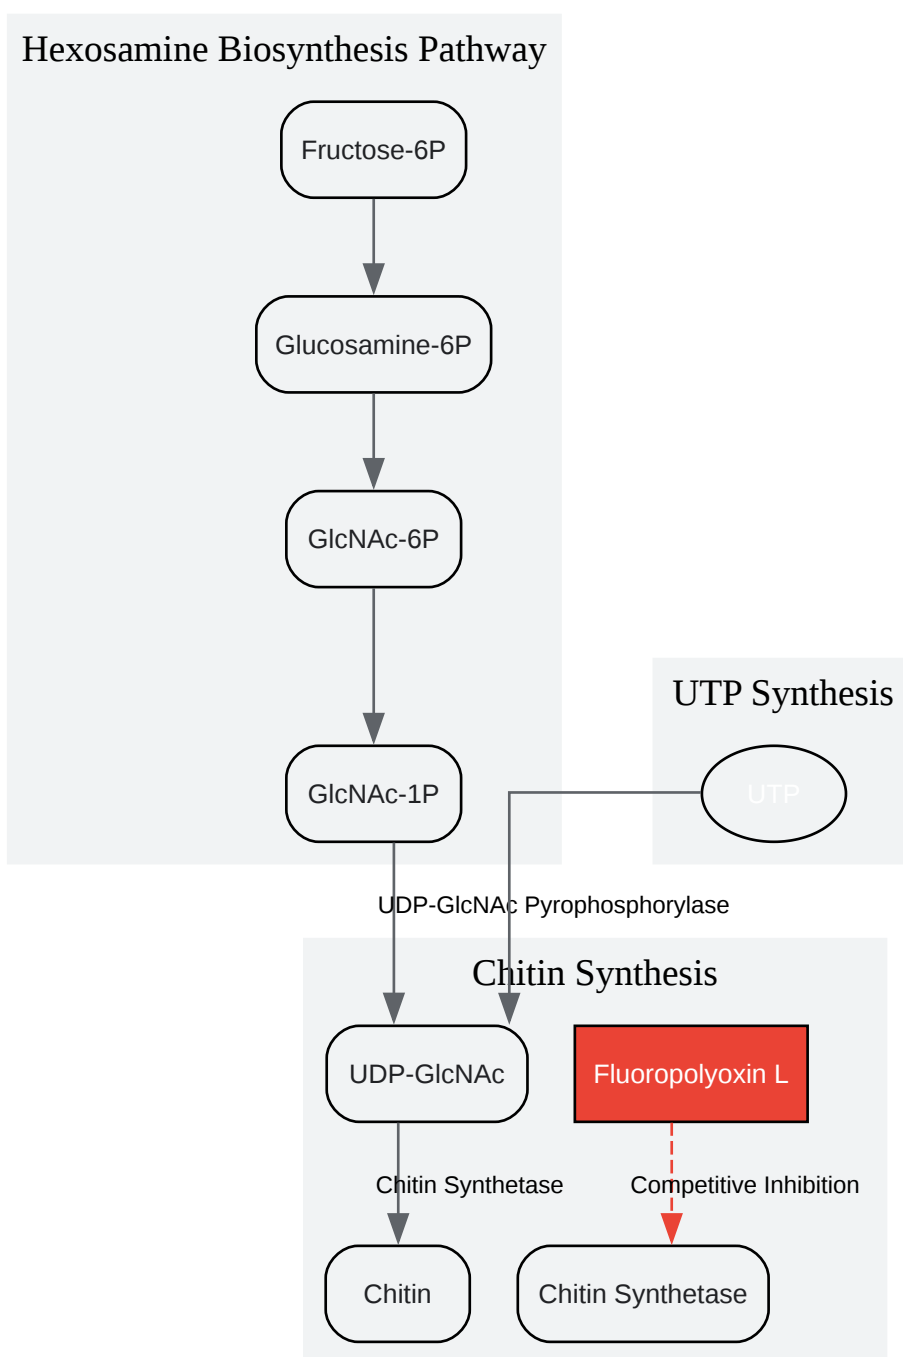 Hexosamine Biosynthesis Pathway
Fructose-6P
Glucosamine-6P
GlcNAc-6P
UTP Synthesis
GlcNAc-1P
UTP
UDP-GlcNAc Pyrophosphorylase
Chitin Synthesis
UDP-GlcNAc
Fluoropolyoxin L
Chitin Synthetase
Competitive Inhibition
Chitin
Chitin Synthetase